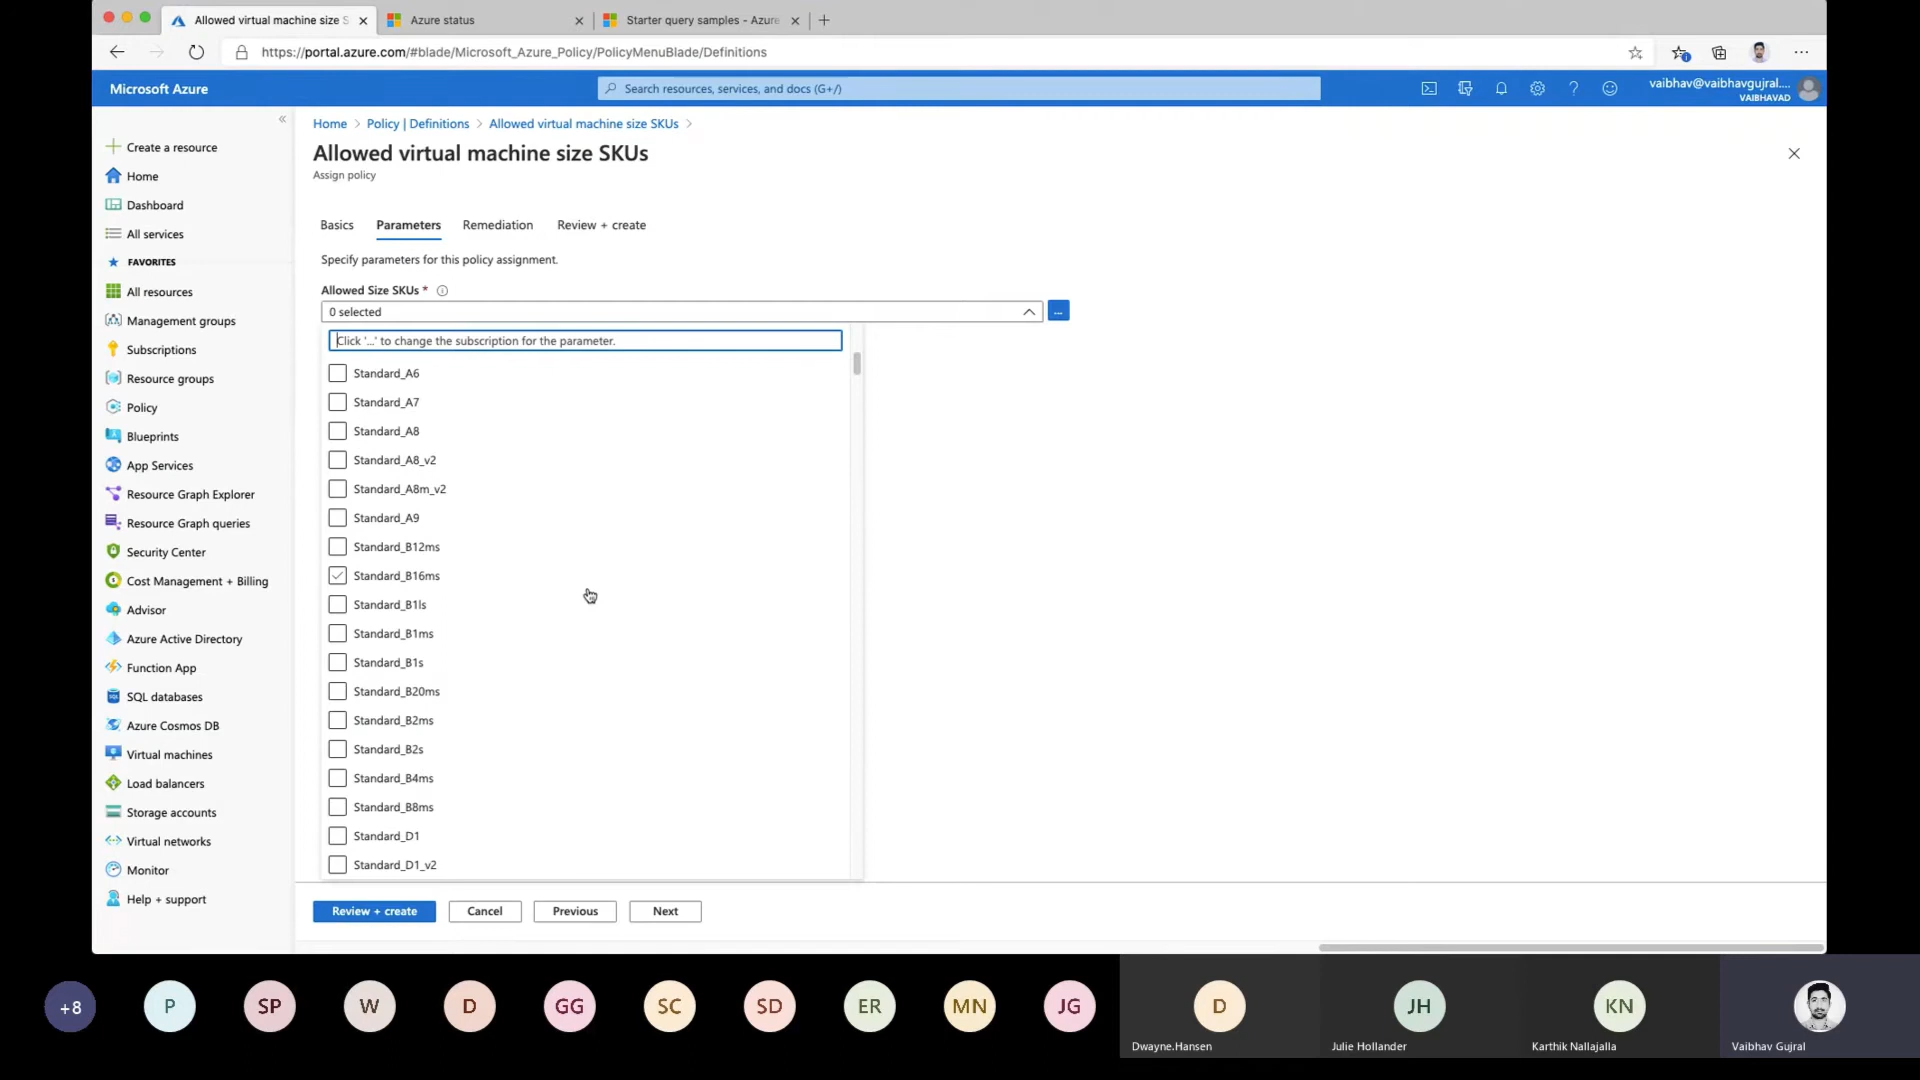 Allowed virtual machine size S
Azure status
Starter query samples - Azure
https://portal.azure.com/#blade/Microsoft_Azure_Policy/PolicyMenuBlade/Definitions
Microsoft Azure
Search resources, services, and docs (G+/)
vaibhav@vaibhavgujral....
VAIBHAVAD
Home > Policy | Definitions > Allowed virtual machine size SKUs >
Allowed virtual machine size SKUs
Assign policy
Create a resource
Home
Dashboard
All services
FAVORITES
All resources
Management groups
Subscriptions
Resource groups
Policy
Blueprints
App Services
Resource Graph Explorer
Resource Graph queries
Security Center
Cost Management + Billing
Advisor
Azure Active Directory
Function App
SQL databases
Azure Cosmos DB
Virtual machines
Load balancers
Storage accounts
Virtual networks
Monitor
Help + support
Basics Parameters Remediation Review + create
Specify parameters for this policy assignment.
Allowed Size SKUs *
0 selected
...
Click '...' to change the subscription for the parameter.
Standard_A6
Standard_A7
Standard_A8
Standard_A8_v2
Standard_A8m_v2
Standard_A9
Standard_B12ms
Standard_B16ms
Standard_B1ls
Standard_B1ms
Standard_B1s
Standard_B20ms
Standard_B2ms
Standard_B2s
Standard_B4ms
Standard_B8ms
Standard_D1
Standard_D1_v2
Review + create Cancel Previous Next
+8 P SP W D GG SC SD ER MN JG D JH KN
Dwayne.Hansen Julie Hollander Karthik Nallajalla Vaibhav Gujral